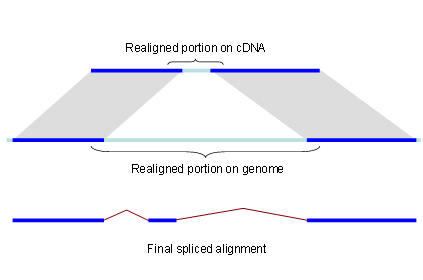 Realigned portion on cDNA
Realigned portion on genome
Final spliced alignment